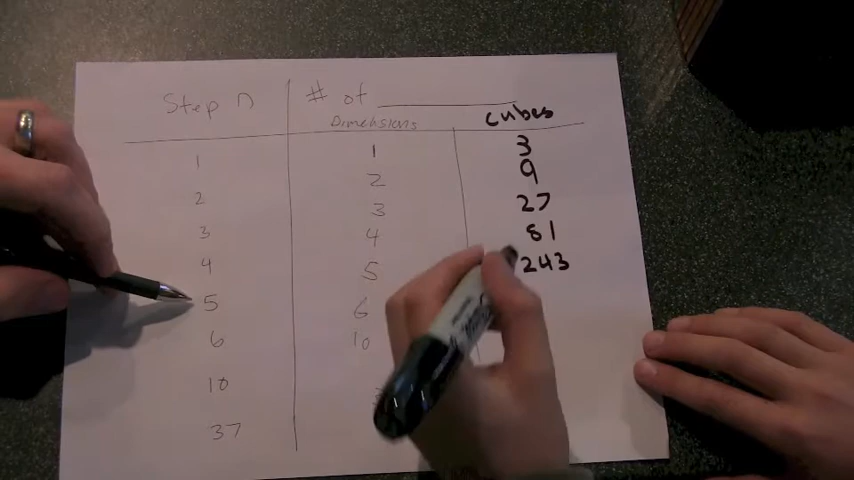 Step n # of ________
Dimensions cubes
1 1 3
2 2 9
3 3 27
4 4 81
5 5 243
6 6
10 10
37